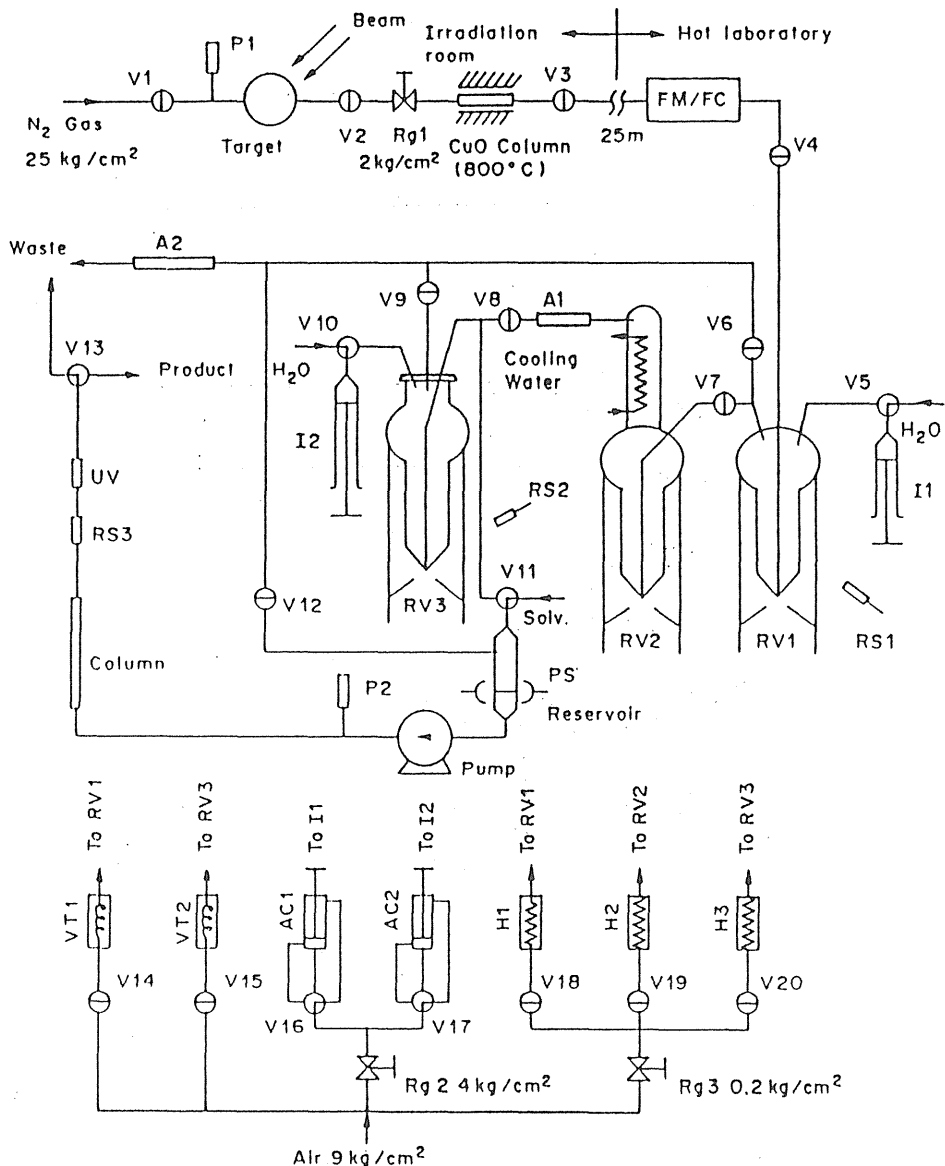 Beam
Irradiation
room
Hot laboratory
P1
V1
V3
FM/FC
N2 Gas
25 kg/cm2
Target
V2
Rg1
2kg/cm2
CuO Column
(800°C)
25m
V4
Waste
A2
V9
V8
A1
V10
H2O
V6
V13
Product
Cooling
Water
V7
V5
H2O
I2
I1
UV
RS2
RS3
V11
Solv.
V12
RV3
RV2
RV1
RS1
Column
P2
PS
Reservoir
Pump
To RV1
To RV3
To I1
To I2
To RV1
To RV2
To RV3
VT1
VT2
AC1
AC2
H1
H2
H3
V14
V15
V16
V17
V18
V19
V20
Rg2 4kg/cm2
Rg3 0.2kg/cm2
Air 9kg/cm2